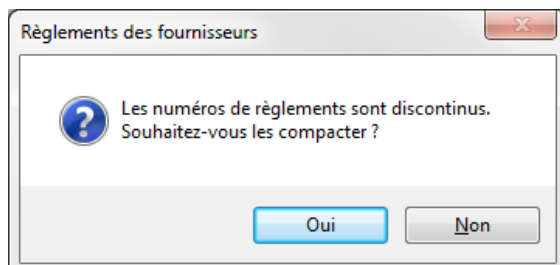 Règlements des fournisseurs
Les numéros de règlements sont discontinus.
Souhaitez-vous les compacter ?
Oui
Non